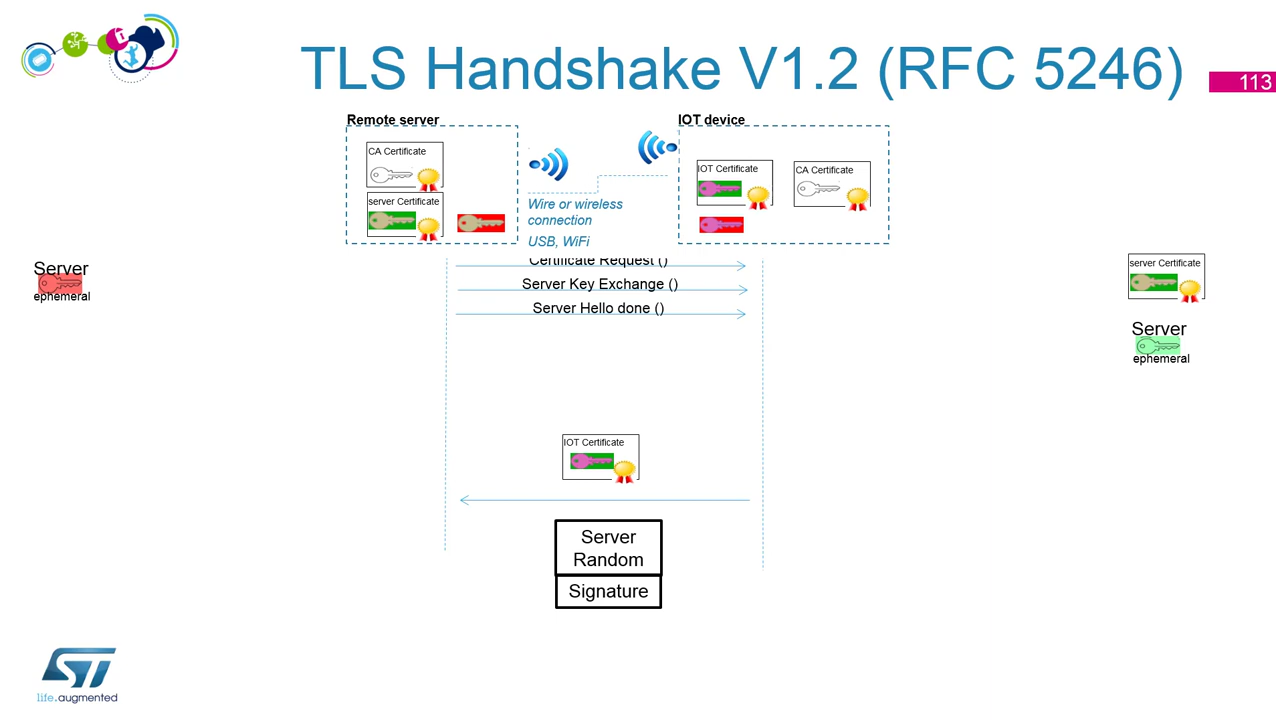 TLS Handshake V1.2 (RFC 5246)
113
Remote server
IOT device
CA Certificate
server Certificate
IOT Certificate
CA Certificate
Wire or wireless
connection
USB, WiFi
Certificate Request ()
Server Key Exchange ()
Server Hello done ()
Server
ephemeral
server Certificate
Server
ephemeral
IOT Certificate
Server
Random
Signature
ST
life.augmented